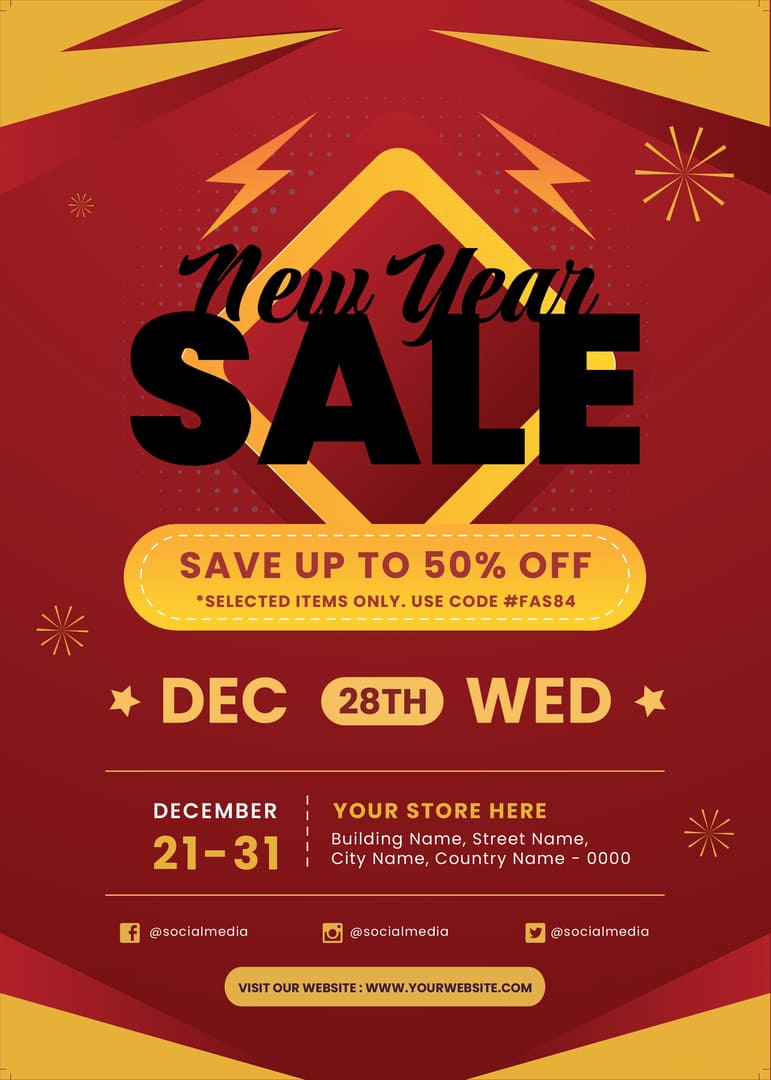 New Year
SALE
SAVE UP TO 50% OFF
*SELECTED ITEMS ONLY. USE CODE #FAS84
DEC 28TH WED
DECEMBER
21-31
YOUR STORE HERE
Building Name, Street Name,
City Name, Country Name - 0000
@socialmedia @socialmedia @socialmedia
VISIT OUR WEBSITE : WWW.YOURWEBSITE.COM